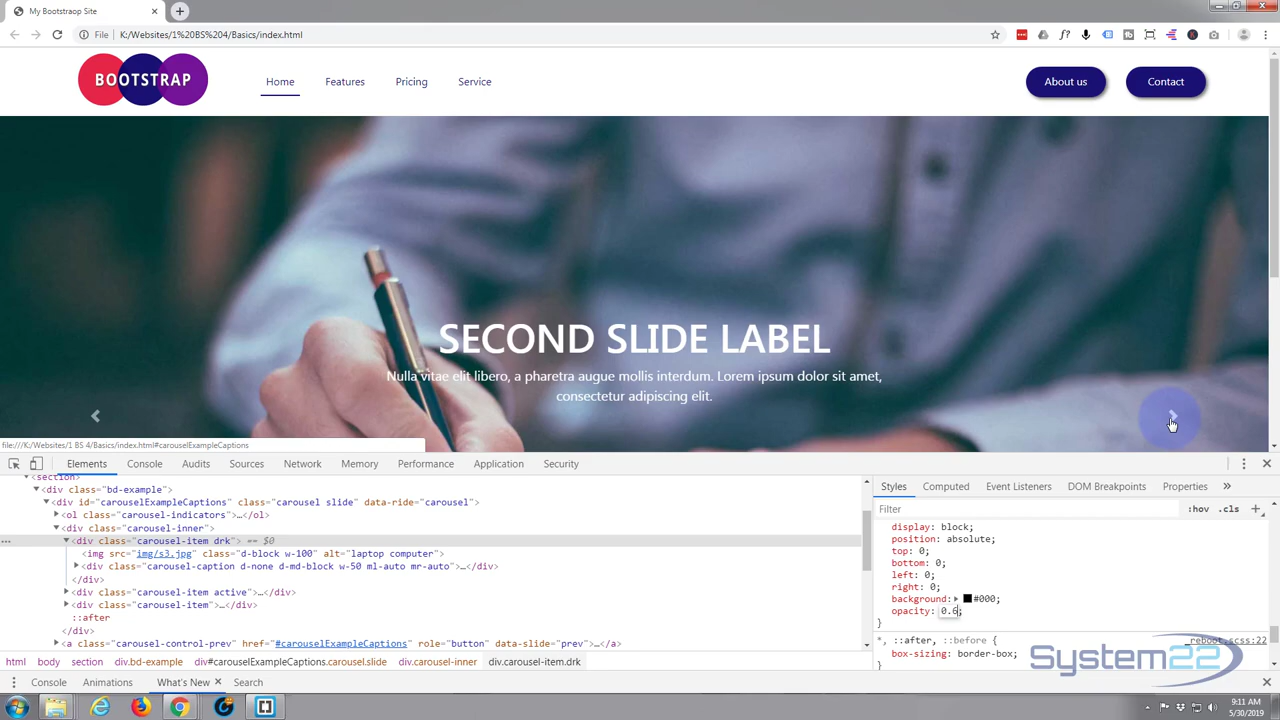 My Bootstraop Site
File
K:/Websites/1%20BS%204/Basics/index.html
BOOTSTRAP
Home
Features
Pricing
Service
About us
Contact
SECOND SLIDE LABEL
Nulla vitae elit libero, a pharetra augue mollis interdum. Lorem ipsum dolor sit amet,
consectetur adipiscing elit.
file:///K:/Websites/1 BS 4/Basics/index.html#carouselExampleCaptions
Elements
Console
Audits
Sources
Network
Memory
Performance
Application
Security
<section>
<div class="bd-example">
<div id="carouselExampleCaptions" class="carousel slide" data-ride="carousel">
<ol class="carousel-indicators">…</ol>
<div class="carousel-inner">
<div class="carousel-item drk"> == $0
<img src="img/s3.jpg" class="d-block w-100" alt="laptop computer">
<div class="carousel-caption d-none d-md-block w-50 ml-auto mr-auto">…</div>
</div>
<div class="carousel-item active">…</div>
<div class="carousel-item">…</div>
::after
</div>
<a class="carousel-control-prev" href="#carouselExampleCaptions" role="button" data-slide="prev">…</a>
html
body
section
div.bd-example
div#carouselExampleCaptions.carousel.slide
div.carousel-inner
div.carousel-item.drk
Styles
Computed
Event Listeners
DOM Breakpoints
Properties
Filter
:hov
.cls
display: block;
position: absolute;
top: 0;
bottom: 0;
left: 0;
right: 0;
background: #000;
opacity: 0.6;
}
*, ::after, ::before {
_reboot.scss:22
box-sizing: border-box;
}
System22
Console
Animations
What's New
Search
9:11 AM
5/30/2019